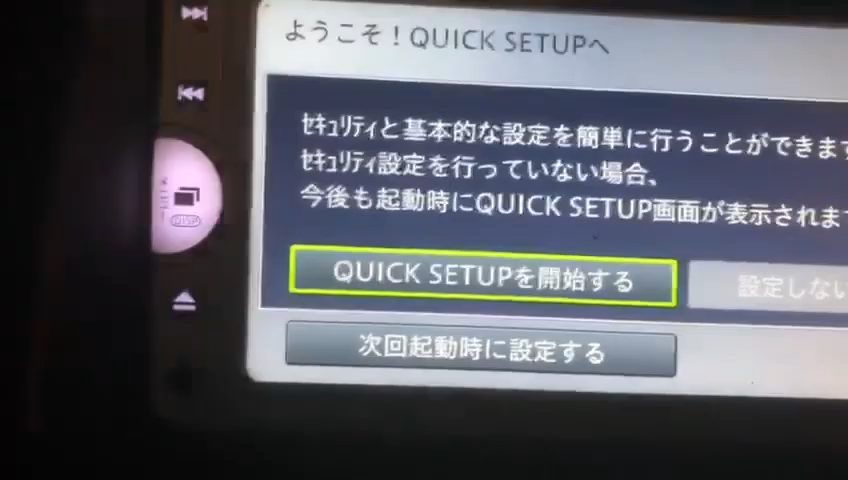 ようこそ！QUICK SETUPへ
ｾｷｭﾘﾃｨと基本的な設定を簡単に行うことができます
ｾｷｭﾘﾃｨ設定を行っていない場合、
今後も起動時にQUICK SETUP画面が表示されま
QUICK SETUPを開始する
設定しない
次回起動時に設定する
メニュー
DISP